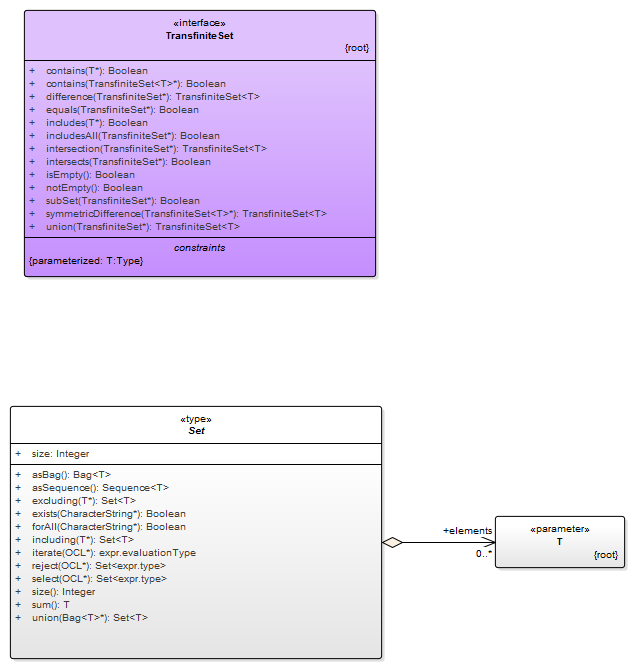 «interface»
TransfiniteSet
{root}
+ contains(T*): Boolean
+ contains(TransfiniteSet<T>*): Boolean
+ difference(TransfiniteSet*): TransfiniteSet<T>
+ equals(TransfiniteSet*): Boolean
+ includes(T*): Boolean
+ includesAll(TransfiniteSet*): Boolean
+ intersection(TransfiniteSet*): TransfiniteSet<T>
+ intersects(TransfiniteSet*): Boolean
+ isEmpty(): Boolean
+ notEmpty(): Boolean
+ subSet(TransfiniteSet*): Boolean
+ symmetricDifference(TransfiniteSet<T>*): TransfiniteSet<T>
+ union(TransfiniteSet*): TransfiniteSet<T>
constraints
{parameterized: T:Type}
«type»
Set
+ size: Integer
+ asBag(): Bag<T>
+ asSequence(): Sequence<T>
+ excluding(T*): Set<T>
+ exists(CharacterString*): Boolean
+ forAll(CharacterString*): Boolean
+ including(T*): Set<T>
+ iterate(OCL*): expr.evaluationType
+ reject(OCL*): Set<expr.type>
+ select(OCL*): Set<expr.type>
+ size(): Integer
+ sum(): T
+ union(Bag<T>*): Set<T>
+elements
0..*
«parameter»
T
{root}